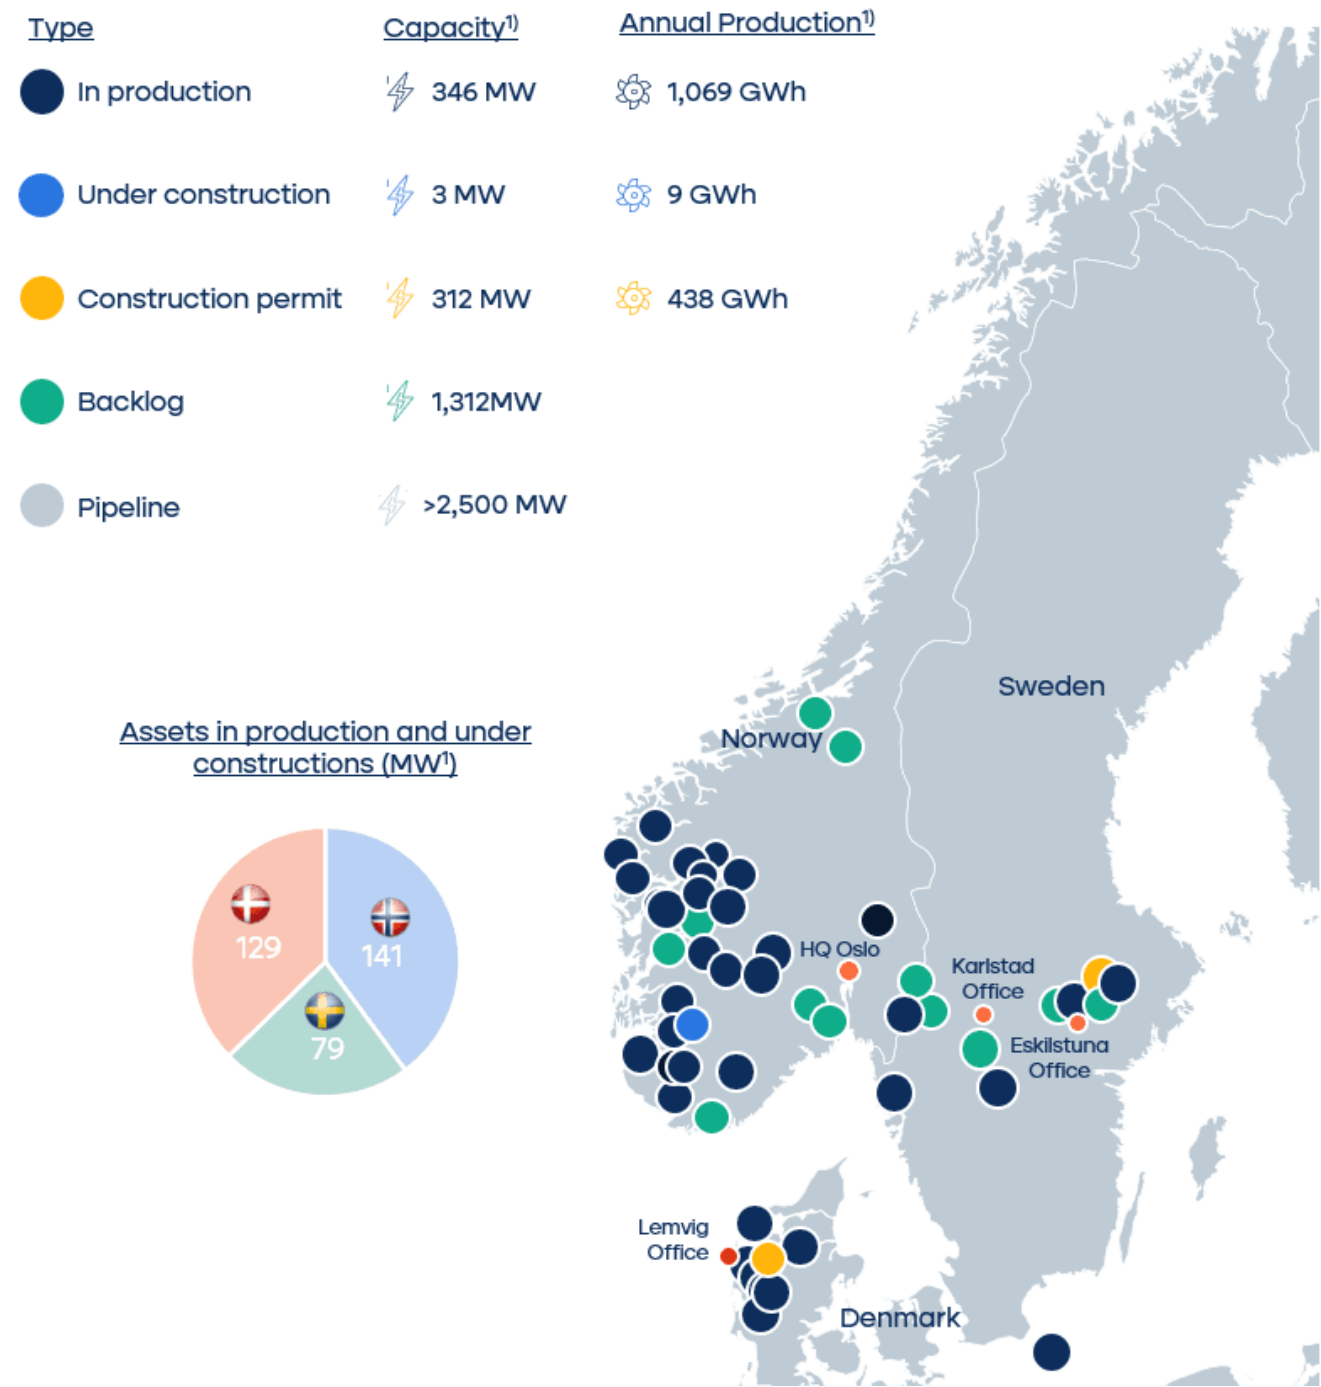 Type
Capacity¹⁾
Annual Production¹⁾
In production
346 MW
1,069 GWh
Under construction
3 MW
9 GWh
Construction permit
312 MW
438 GWh
Backlog
1,312MW
Pipeline
>2,500 MW
Assets in production and under
constructions (MW¹)
129
141
79
Sweden
Norway
HQ Oslo
Karlstad
Office
Eskilstuna
Office
Lemvig
Office
Denmark